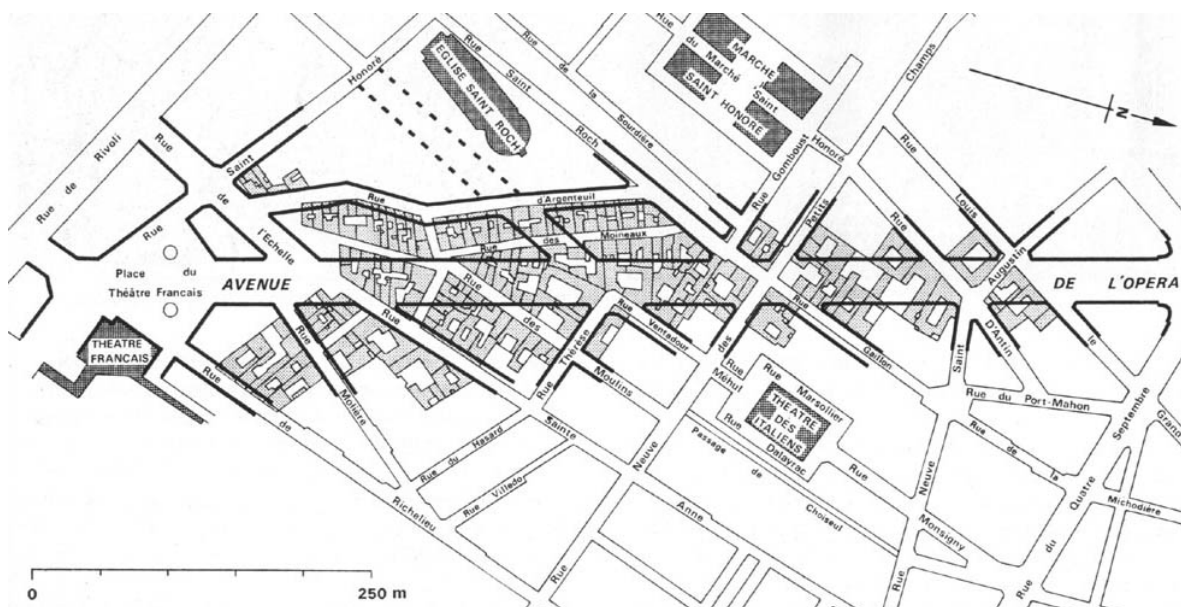 Rue de Rivoli
Rue de l'Echelle
Rue Saint Honoré
EGLISE SAINT ROCH
Rue Saint Roch
Rue de la Sourdière
Rue du Marché Saint Honoré
MARCHE
SAINT HONORE
Rue Gomboust
Rue Neuve des Petits Champs
Rue Louis
N
Rue d'Argenteuil
Rue des Moineaux
Place du
Théâtre Francais
AVENUE
DE L'OPERA
THEATRE
FRANCAIS
Rue de Richelieu
Rue Molière
Rue Sainte Anne
Rue des Moulins
Rue Thérèse
Rue Ventadour
Rue du Hasard
Rue Villedo
Rue Gaillon
Rue Neuve Saint Augustin
Rue D'Antin
Rue Méhul
Rue Marsollier
THEATRE
DES
ITALIENS
Rue Dalayrac
Passage de Choiseul
Rue Monsigny
Rue du Port-Mahon
Rue de la Michodière
Rue du Quatre Septembre
Grand
le
0
250 m